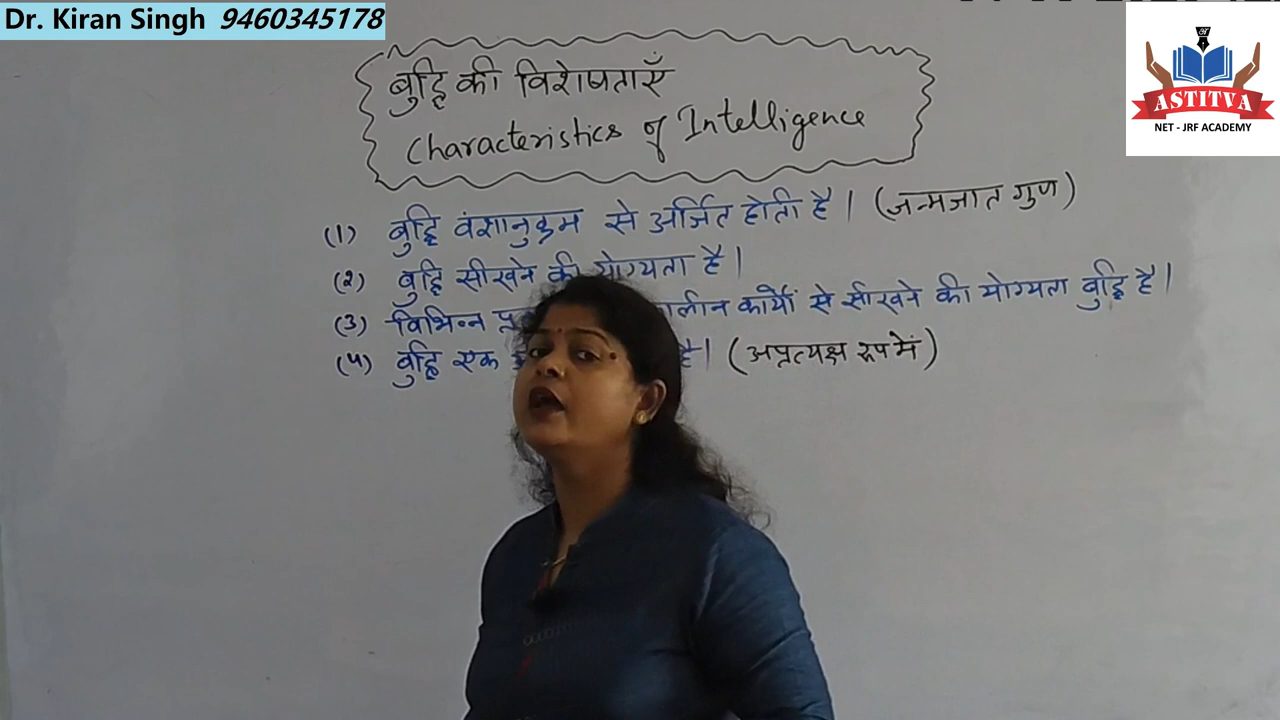 Dr. Kiran Singh 9460345178
ASTITVA
NET - JRF ACADEMY
बुद्धि की विशेषताएँ
Characteristics of Intelligence
(1) बुद्धि वंशानुक्रम से अर्जित होती है। (जन्मजात गुण)
(2) बुद्धि सीखने की योग्यता है।
(3) विभिन्न कार्यों से सीखने की योग्यता बुद्धि है।
(4) बुद्धि एक है। (अप्रत्यक्ष रूप में)